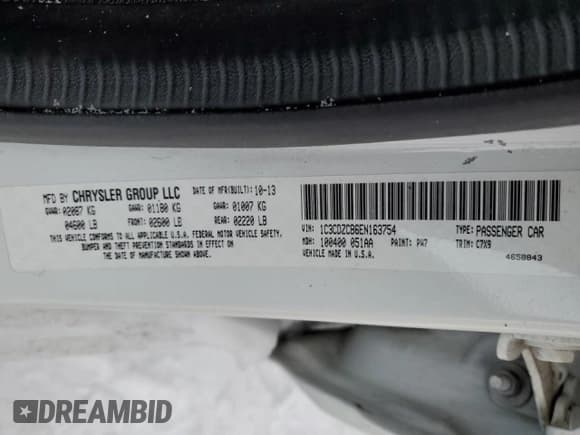 MFD BY CHRYSLER GROUP LLC DATE OF MFR(BUILT): 10-13
GVWR: 02087 KG GAWR: 01180 KG GAWR: 01007 KG
04600 LB FRONT: 02600 LB REAR: 02220 LB
THIS VEHICLE CONFORMS TO ALL APPLICABLE U.S.A. FEDERAL MOTOR VEHICLE SAFETY,
BUMPER AND THEFT PREVENTION STANDARDS IN EFFECT ON
THE DATE OF MANUFACTURE SHOWN ABOVE.
VIN: 1C3CDZCB6EN163754 TYPE: PASSENGER CAR
MDH: 100400 051AA PAINT: PW7 TRIM: C7X9
VEHICLE MADE IN U.S.A.
4658843
DREAMBID